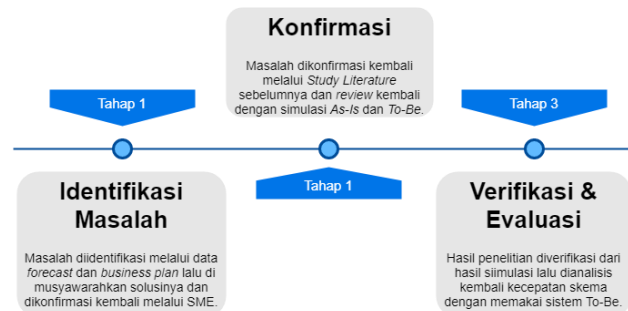 Konfirmasi
Masalah dikonfirmasi kembali
melalui Study Literature
sebelumnya dan review kembali
dengan simulasi As-Is dan To-Be.
Tahap 1
Tahap 3
Tahap 1
Identifikasi
Masalah
Masalah diidentifikasi melalui data
forecast dan business plan lalu di
musyawarahkan solusinya dan
dikonfirmasi kembali melalui SME.
Verifikasi &
Evaluasi
Hasil penelitian diverifikasi dari
hasil siimulasi lalu dianalisis
kembali kecepatan skema
dengan memakai sistem To-Be.